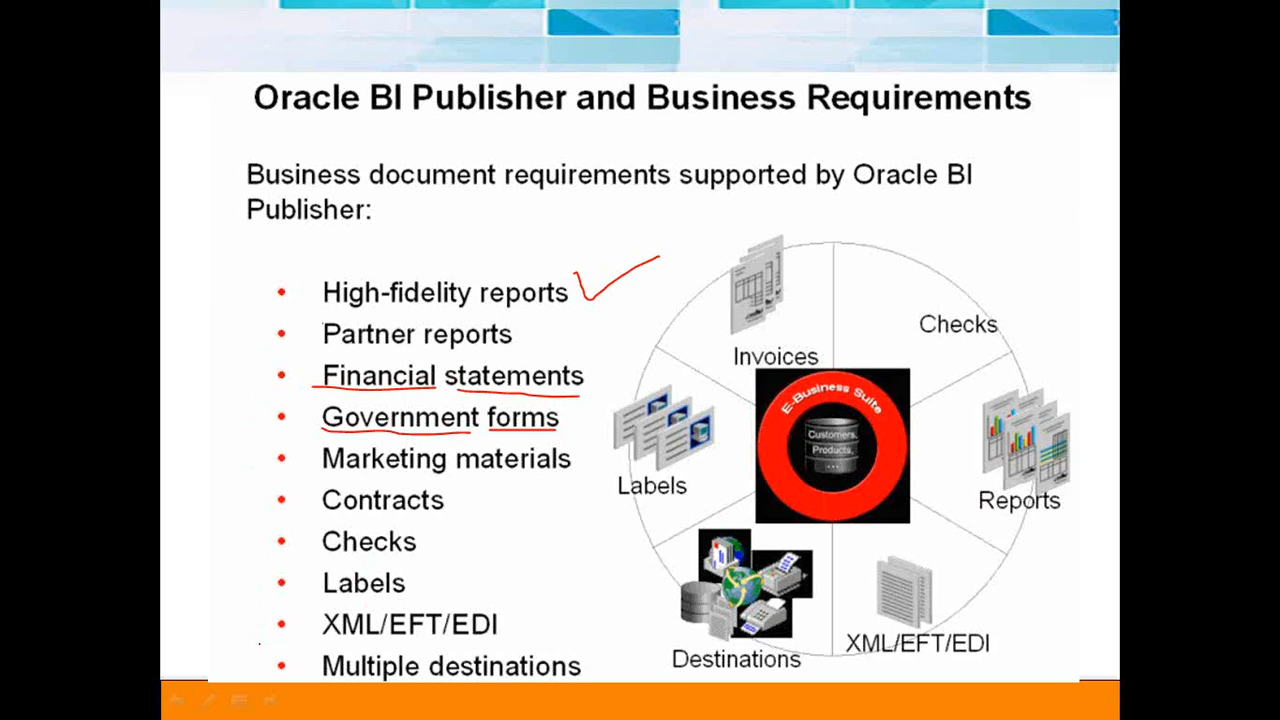 Oracle BI Publisher and Business Requirements
Business document requirements supported by Oracle BI
Publisher:
• High-fidelity reports
• Partner reports
• Financial statements
• Government forms
• Marketing materials
• Contracts
• Checks
• Labels
• XML/EFT/EDI
• Multiple destinations
Invoices
Checks
E-Business Suite
Customers,
Products,
...
Labels
Reports
Destinations
XML/EFT/EDI